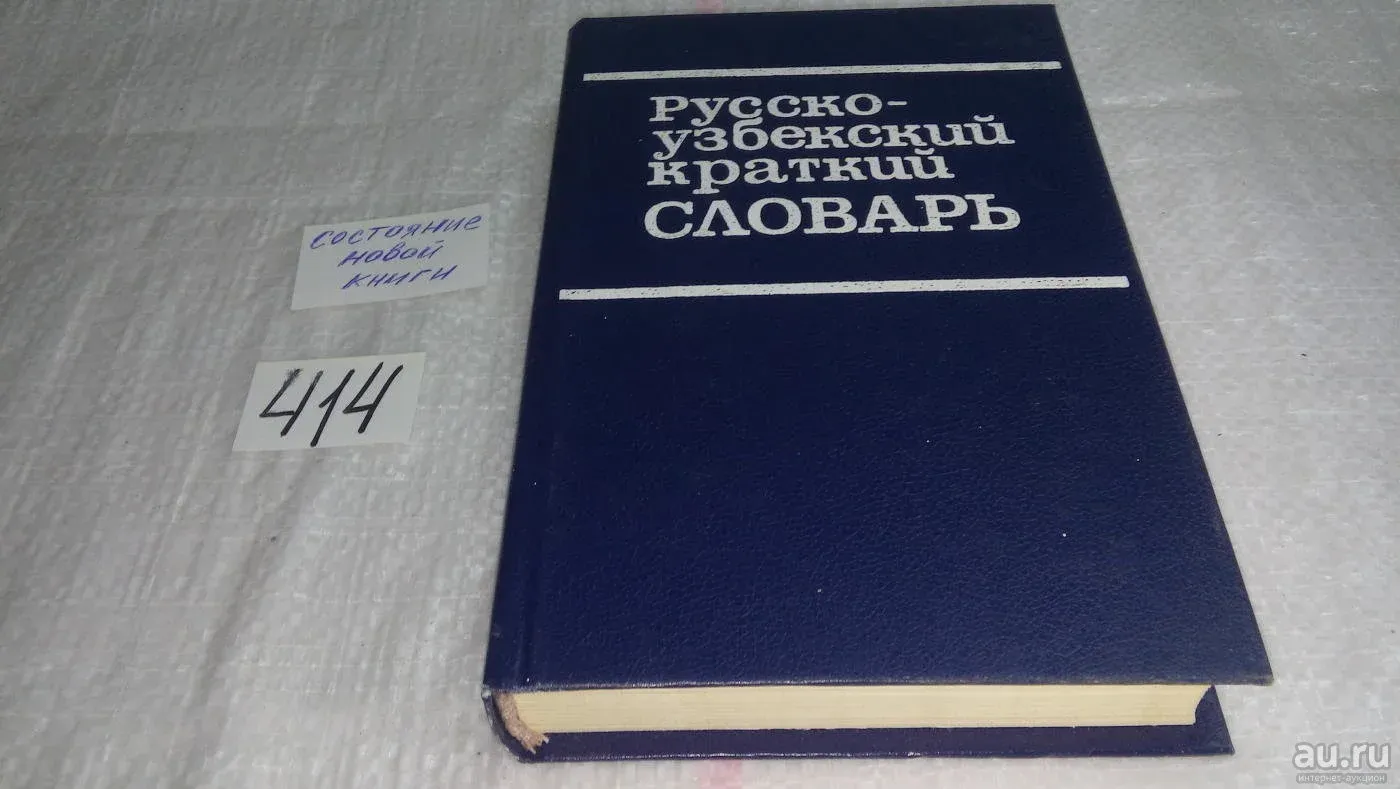 Русско-
узбекский
краткий
СЛОВАРЬ
состояние
новой
книги
414
au.ru
интернет-аукцион